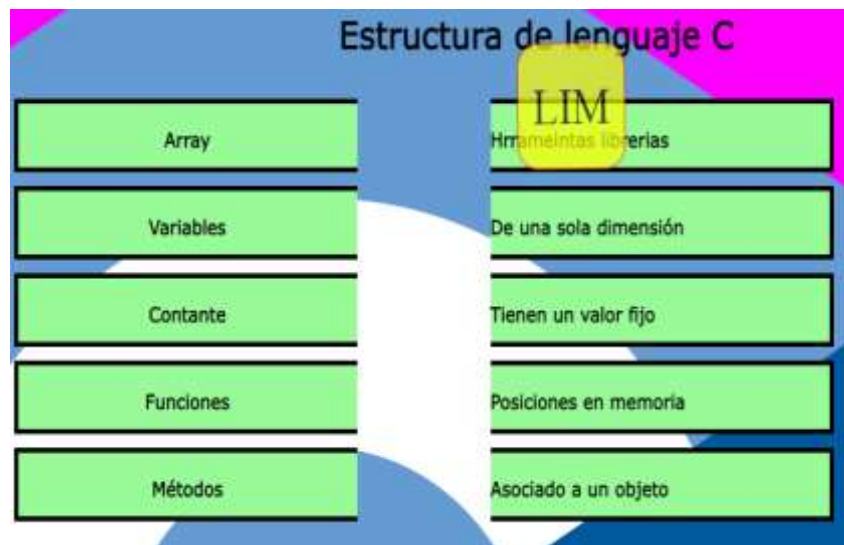 Estructura de lenguaje C
LIM
Array
Hrrameintas librerias
Variables
De una sola dimensión
Contante
Tienen un valor fijo
Funciones
Posiciones en memoria
Métodos
Asociado a un objeto